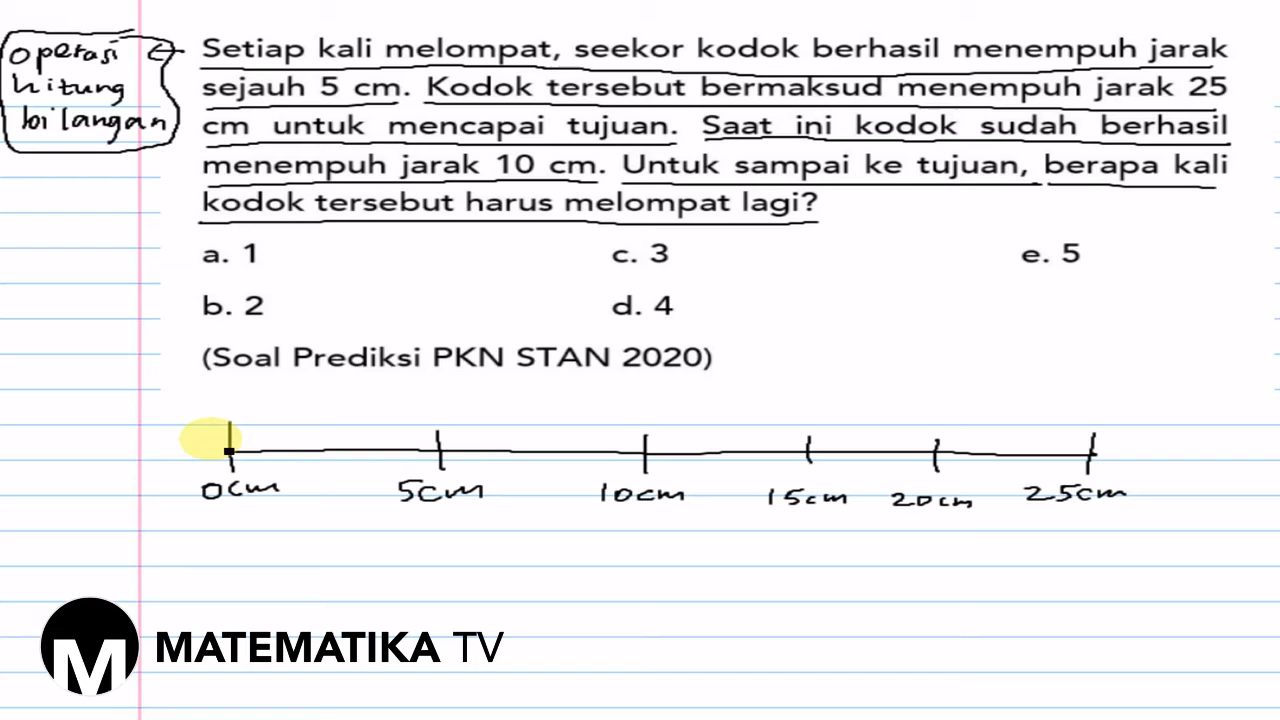 operasi
hitung
bilangan
Setiap kali melompat, seekor kodok berhasil menempuh jarak
sejauh 5 cm. Kodok tersebut bermaksud menempuh jarak 25
cm untuk mencapai tujuan. Saat ini kodok sudah berhasil
menempuh jarak 10 cm. Untuk sampai ke tujuan, berapa kali
kodok tersebut harus melompat lagi?
a. 1 c. 3 e. 5
b. 2 d. 4
(Soal Prediksi PKN STAN 2020)
0cm 5cm 10cm 15cm 20cm 25cm
M MATEMATIKA TV